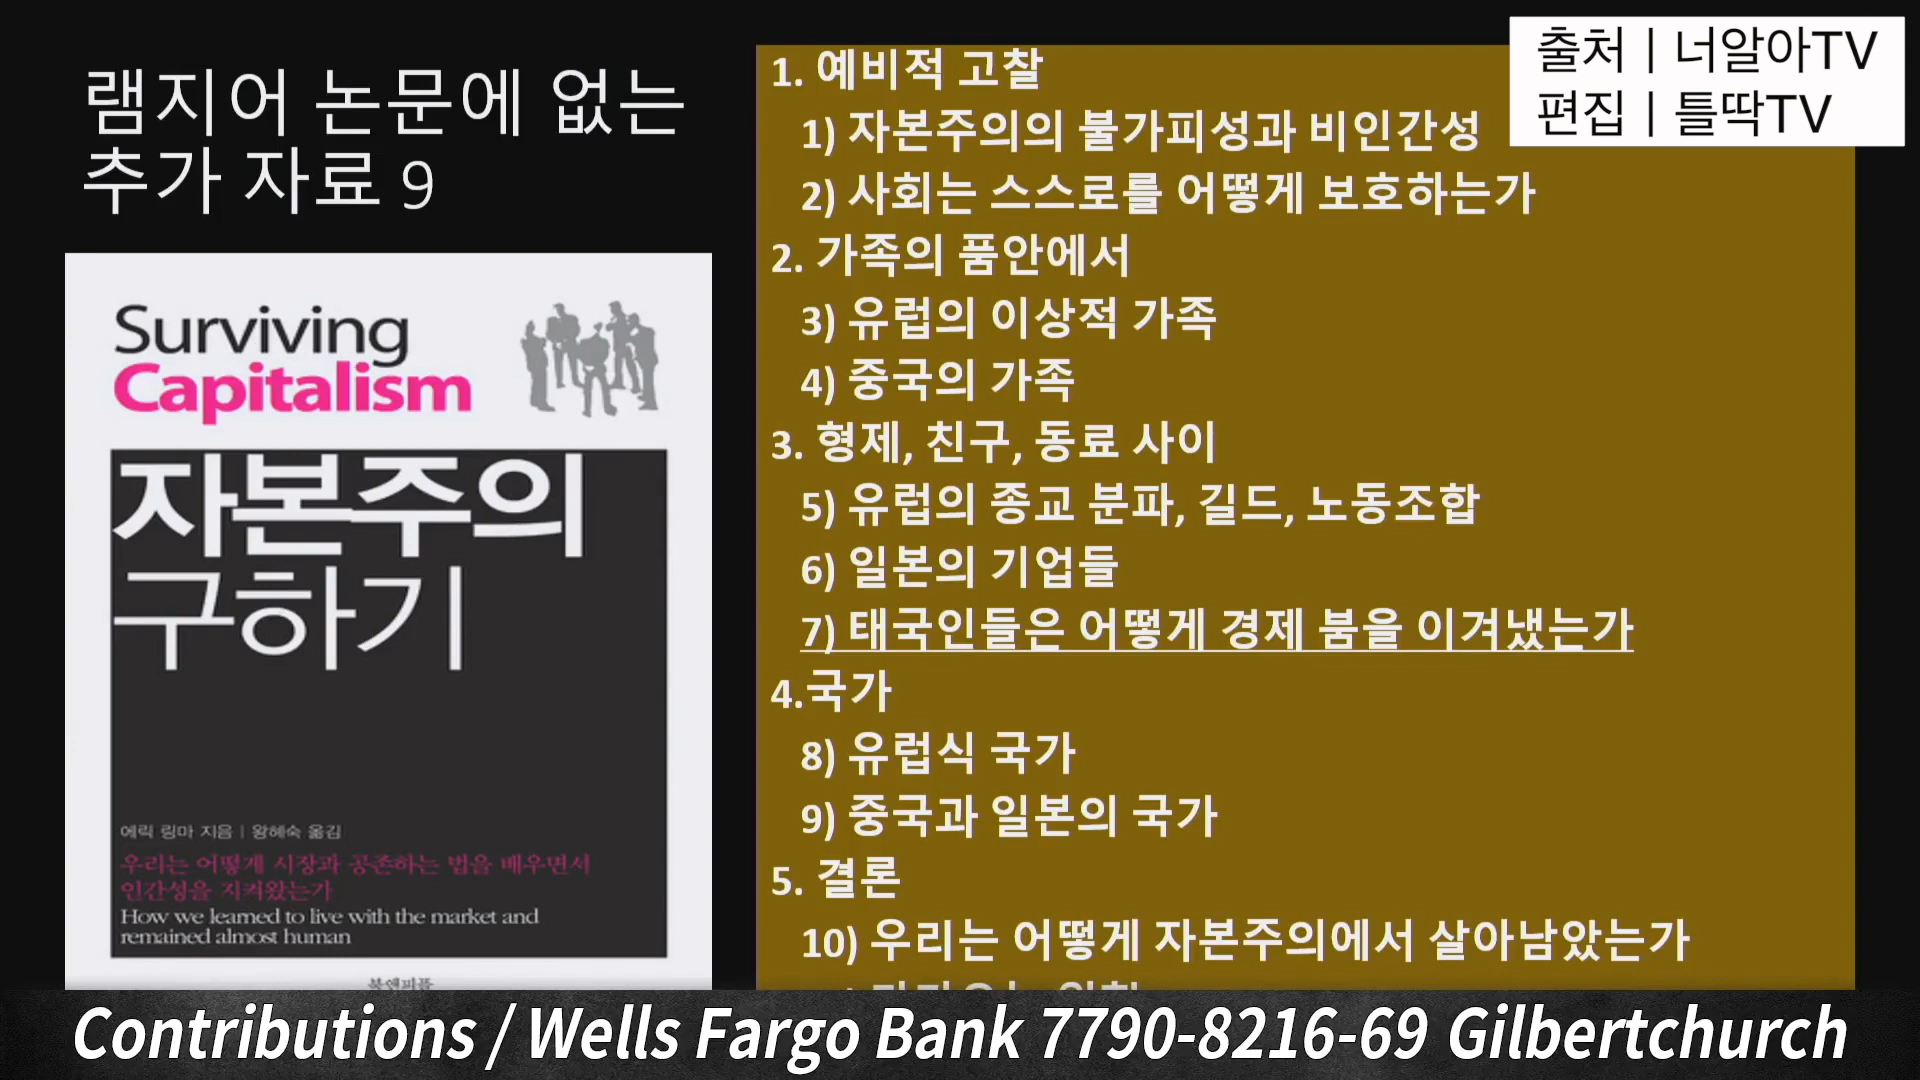 램지어 논문에 없는
추가 자료 9
Surviving
Capitalism
자본주의
구하기
에릭 링마 지음 | 왕혜숙 옮김
우리는 어떻게 시장과 공존하는 법을 배우면서
인간성을 지켜왔는가
How we learned to live with the market and
remained almost human
북앤피플
1. 예비적 고찰
1) 자본주의의 불가피성과 비인간성
2) 사회는 스스로를 어떻게 보호하는가
2. 가족의 품안에서
3) 유럽의 이상적 가족
4) 중국의 가족
3. 형제, 친구, 동료 사이
5) 유럽의 종교 분파, 길드, 노동조합
6) 일본의 기업들
7) 태국인들은 어떻게 경제 붐을 이겨냈는가
4.국가
8) 유럽식 국가
9) 중국과 일본의 국가
5. 결론
10) 우리는 어떻게 자본주의에서 살아남았는가
출처 | 너알아TV
편집 | 틀딱TV
Contributions / Wells Fargo Bank 7790-8216-69 Gilbertchurch